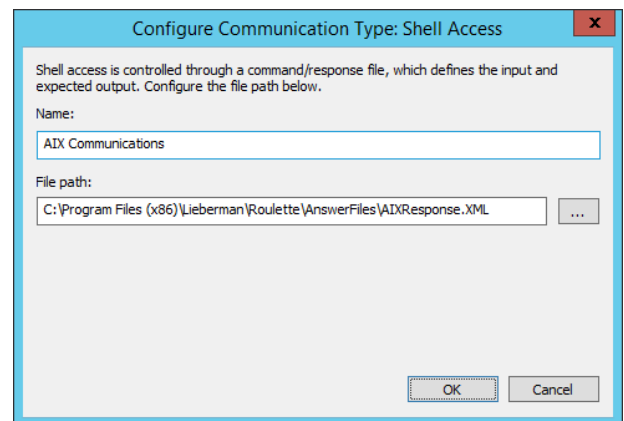 Configure Communication Type: Shell Access
x
Shell access is controlled through a command/response file, which defines the input and
expected output. Configure the file path below.
Name:
AIX Communications
File path:
C:\Program Files (x86)\Lieberman\Roulette\AnswerFiles\AIXResponse.XML
...
OK
Cancel